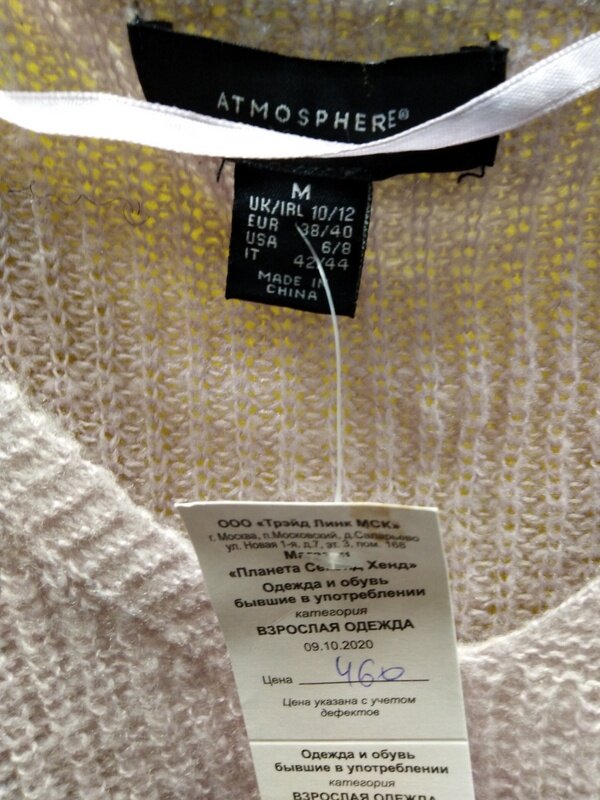 ATMOSPHERE®
M
UK/IRL 10/12
EUR 38/40
USA 6/8
IT 42/44
MADE IN
CHINA
ООО «Трэйд Линк МСК»
г. Москва, п.Московский, д.Саларьево
ул. Новая 1-я, д.7, эт. 3, пом. 168
«Планета Хенд»
Одежда и обувь
бывшие в употреблении
категория
ВЗРОСЛАЯ ОДЕЖДА
09.10.2020
Цена 460
Цена указана с учетом
дефектов
Одежда и обувь
бывшие в употреблении
категория
ВЗРОСЛАЯ ОДЕЖДА